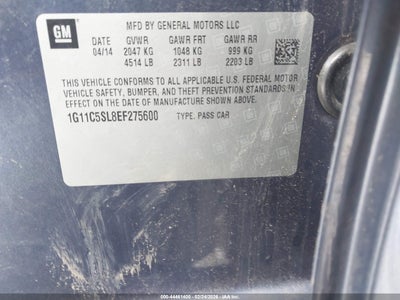 GM
MFD BY GENERAL MOTORS LLC
DATE GVWR GAWR FRT GAWR RR
04/14 2047 KG 1048 KG 999 KG
4514 LB 2311 LB 2203 LB
THIS VEHICLE CONFORMS TO ALL APPLICABLE U.S. FEDERAL MOTOR
VEHICLE SAFETY, BUMPER, AND THEFT PREVENTION STANDARDS IN
EFFECT ON THE DATE OF MANUFACTURE SHOWN ABOVE.
1G11C5SL8EF275600 TYPE: PASS CAR